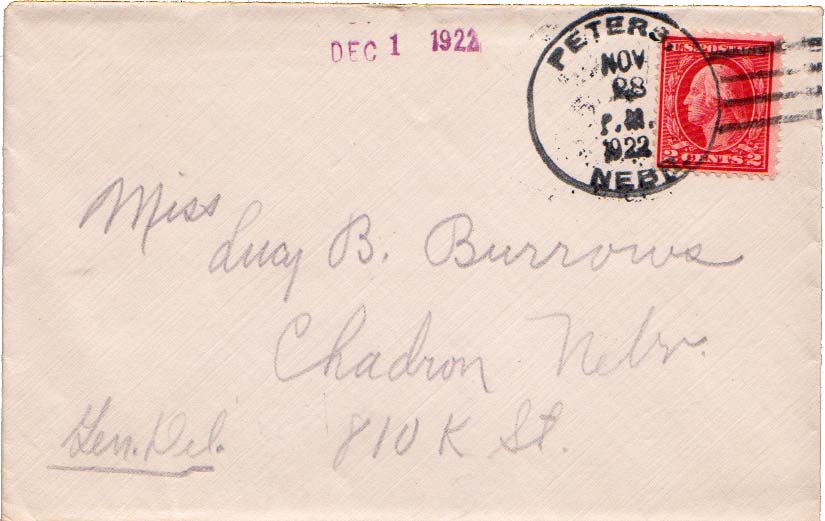 DEC 1 1922
PETERS.
NOV
28
P.M.
1922
NEBR.
U.S. POSTAGE
2 CENTS 2
Miss
Lucy B. Burrows
Chadron Nebr.
Gen. Del.
810 K St.